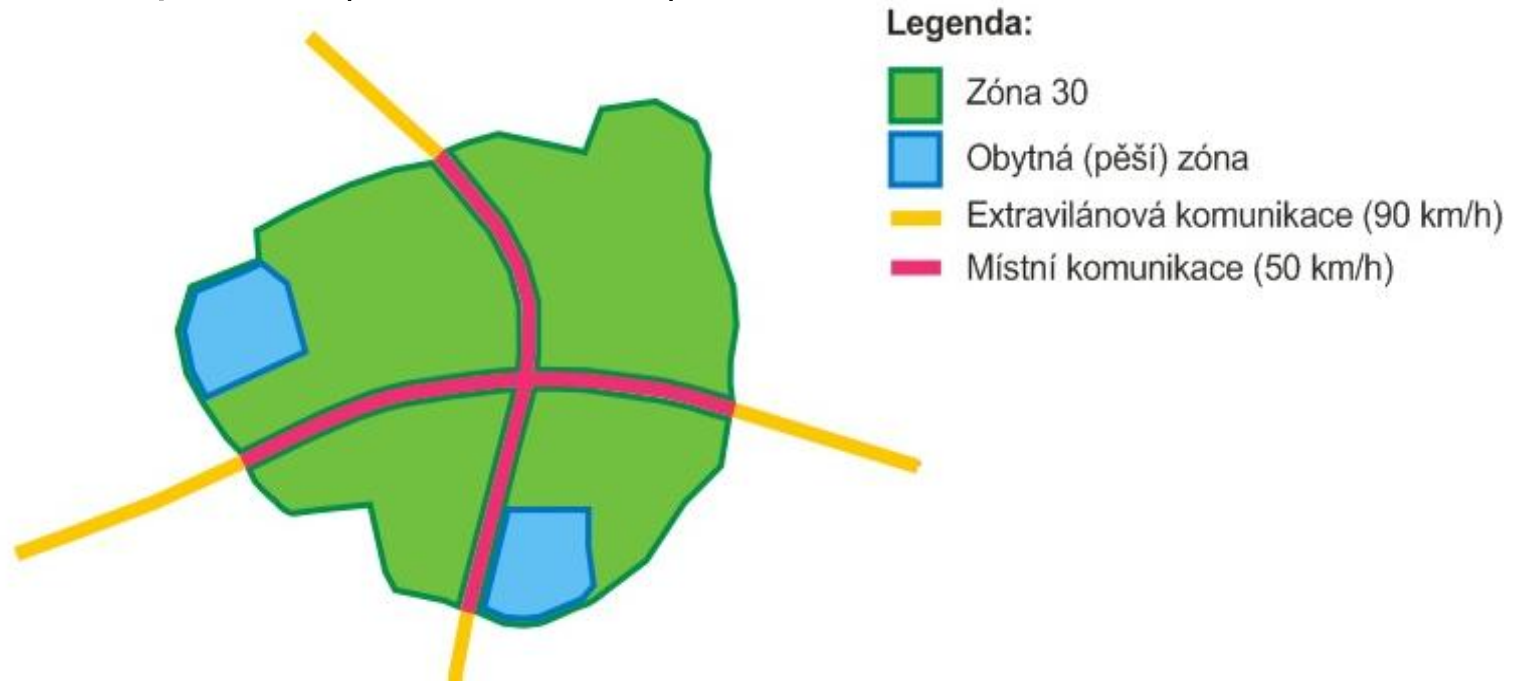 Legenda:
Zóna 30
Obytná (pěší) zóna
Extravilánová komunikace (90 km/h)
Místní komunikace (50 km/h)